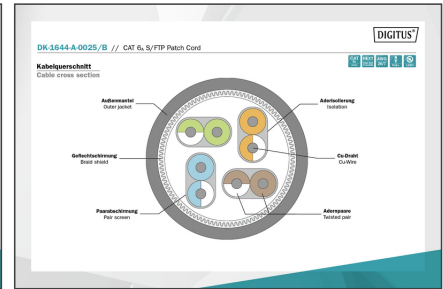 DIGITUS®
DK-1644-A-0025/B // CAT 6A S/FTP Patch Cord
Kabelquerschnitt
Cable cross section
Außenmantel
Outer jacket
Aderisolierung
Isolation
Geflechtschirmung
Braid shield
Cu-Draht
Cu-Wire
Paarabschirmung
Pair screen
Adernpaare
Twisted pair